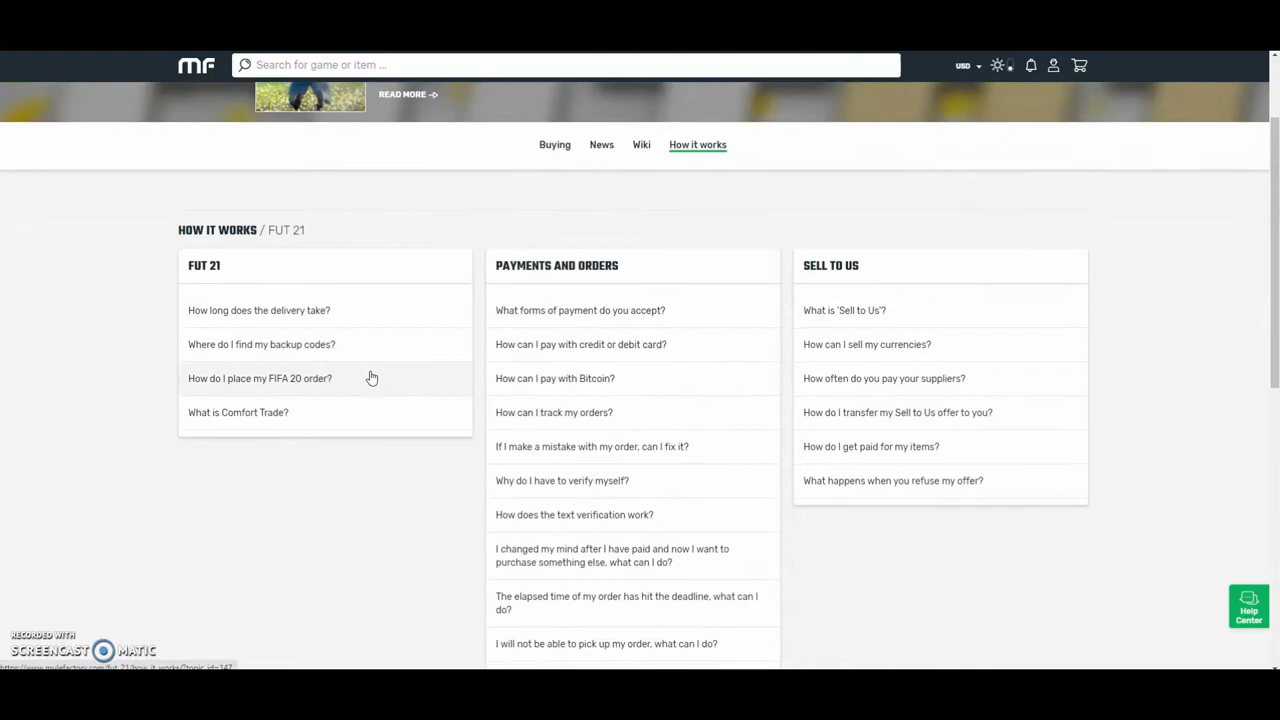 MF
Search for game or item ...
USD
READ MORE
Buying
News
Wiki
How it works
HOW IT WORKS / FUT 21
FUT 21
How long does the delivery take?
Where do I find my backup codes?
How do I place my FIFA 20 order?
What is Comfort Trade?
PAYMENTS AND ORDERS
What forms of payment do you accept?
How can I pay with credit or debit card?
How can I pay with Bitcoin?
How can I track my orders?
If I make a mistake with my order, can I fix it?
Why do I have to verify myself?
How does the text verification work?
I changed my mind after I have paid and now I want to
purchase something else, what can I do?
The elapsed time of my order has hit the deadline, what can I
do?
I will not be able to pick up my order, what can I do?
SELL TO US
What is 'Sell to Us'?
How can I sell my currencies?
How often do you pay your suppliers?
How do I transfer my Sell to Us offer to you?
How do I get paid for my items?
What happens when you refuse my offer?
Help
Center
RECORDED WITH
SCREENCAST MATIC
https://www.mulefactory.com/fut_21/how_it_works?topic_id=147